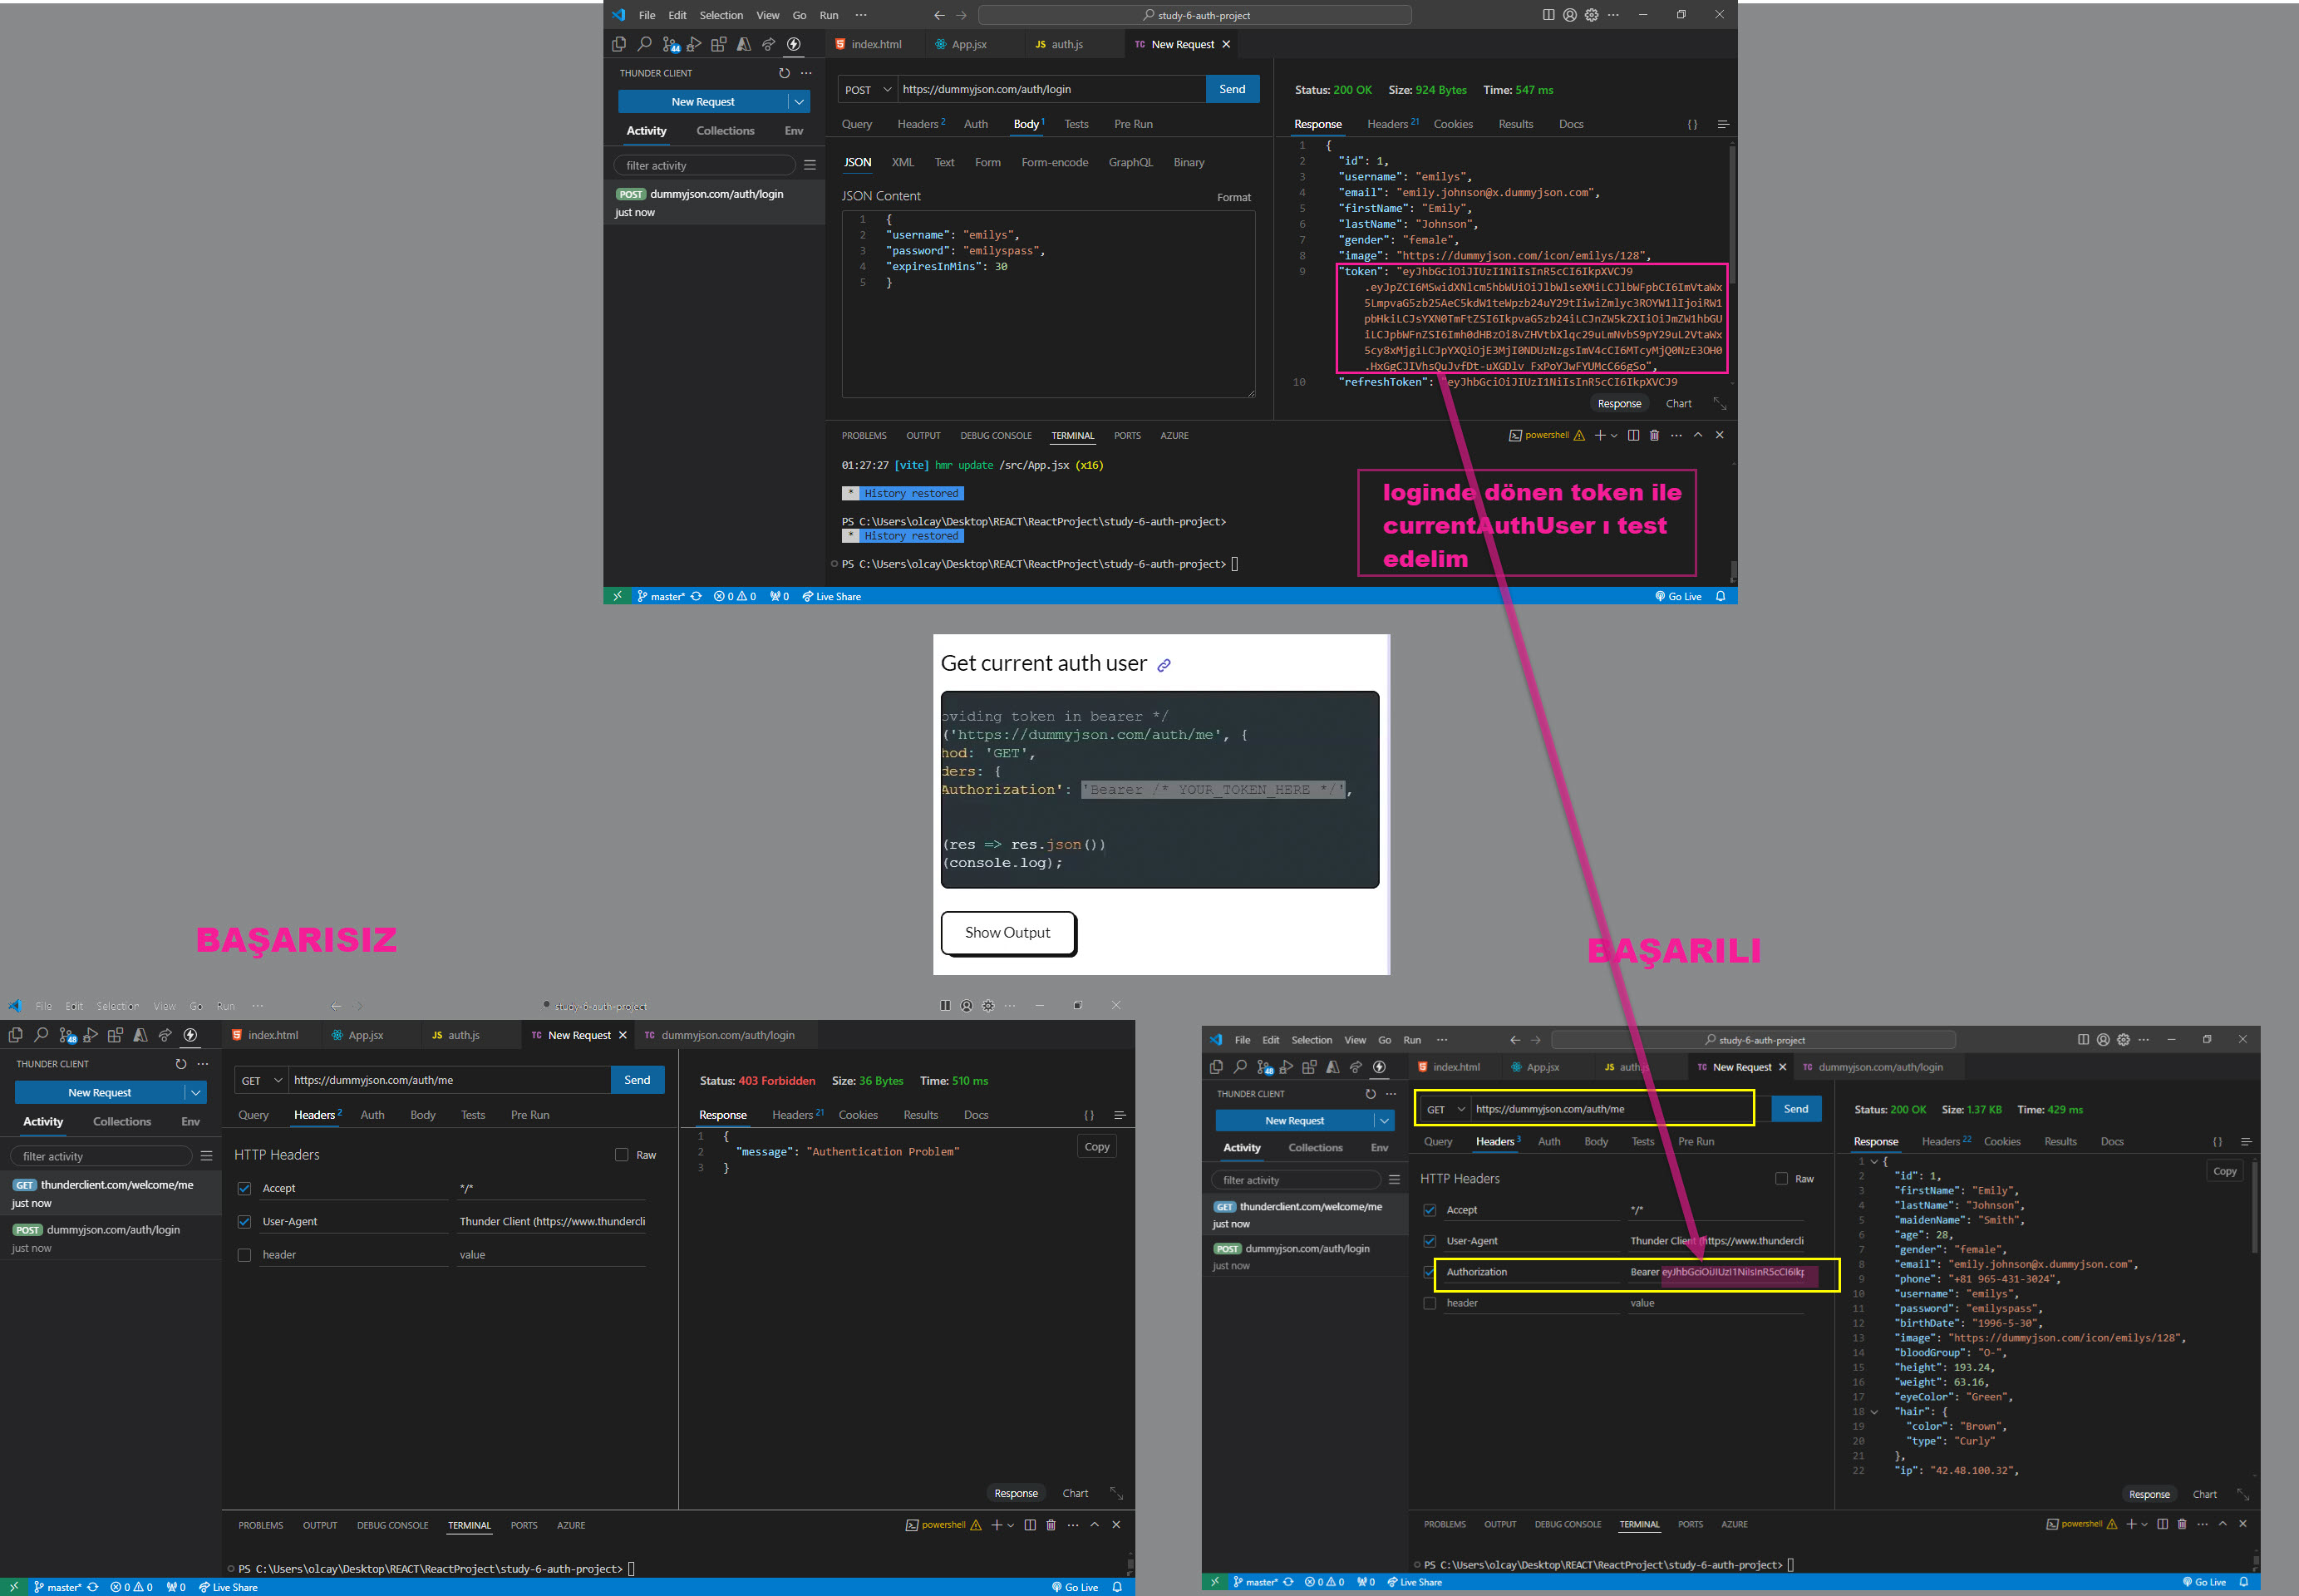 File Edit Selection View Go Run ··· study-6-auth-project
index.html App.jsx JS auth.js TC New Request
THUNDER CLIENT
New Request
Activity Collections Env
filter activity
POST dummyjson.com/auth/login
just now
POST https://dummyjson.com/auth/login Send
Query Headers 2 Auth Body 1 Tests Pre Run
JSON XML Text Form Form-encode GraphQL Binary
JSON Content Format
1 {
2 "username": "emilys",
3 "password": "emilyspass",
4 "expiresInMins": 30
5 }
Status: 200 OK Size: 924 Bytes Time: 547 ms
Response Headers 21 Cookies Results Docs { }
1 {
2 "id": 1,
3 "username": "emilys",
4 "email": "emily.johnson@x.dummyjson.com",
5 "firstName": "Emily",
6 "lastName": "Johnson",
7 "gender": "female",
8 "image": "https://dummyjson.com/icon/emilys/128",
9 "token": "eyJhbGciOiJIUzI1NiIsInR5cCI6IkpXVCJ9
10 "refreshToken": "eyJhbGciOiJIUzI1NiIsInR5cCI6IkpXVCJ9
Response Chart
PROBLEMS OUTPUT DEBUG CONSOLE TERMINAL PORTS AZURE powershell
01:27:27 [vite] hmr update /src/App.jsx (x16)
* History restored
PS C:\Users\olcay\Desktop\REACT\ReactProject\study-6-auth-project>
* History restored
PS C:\Users\olcay\Desktop\REACT\ReactProject\study-6-auth-project>
loginde dönen token ile
currentAuthUser ı test
edelim
master* 0 0 0 Live Share Go Live
Get current auth user
oviding token in bearer */
('https://dummyjson.com/auth/me', {
hod: 'GET',
ders: {
Authorization': 'Bearer /* YOUR_TOKEN_HERE */',
(res => res.json())
(console.log);
Show Output
BAŞARISIZ
BAŞARILI
File Edit Selection View Go Run ··· study-6-auth-project
index.html App.jsx JS auth.js TC New Request TC dummyjson.com/auth/login
THUNDER CLIENT
New Request
Activity Collections Env
filter activity
GET thunderclient.com/welcome/me
just now
POST dummyjson.com/auth/login
just now
GET https://dummyjson.com/auth/me Send
Query Headers 2 Auth Body Tests Pre Run
HTTP Headers Raw
Accept */*
User-Agent Thunder Client (https://www.thundercli
header value
Status: 403 Forbidden Size: 36 Bytes Time: 510 ms
Response Headers 21 Cookies Results Docs { }
1 {
2 "message": "Authentication Problem"
3 }
Copy
Response Chart
PROBLEMS OUTPUT DEBUG CONSOLE TERMINAL PORTS AZURE powershell
PS C:\Users\olcay\Desktop\REACT\ReactProject\study-6-auth-project>
master* 0 0 0 Live Share Go Live
File Edit Selection View Go Run ··· study-6-auth-project
index.html App.jsx JS auth.js TC New Request TC dummyjson.com/auth/login
THUNDER CLIENT
New Request
Activity Collections Env
filter activity
GET thunderclient.com/welcome/me
just now
POST dummyjson.com/auth/login
just now
GET https://dummyjson.com/auth/me Send
Query Headers 3 Auth Body Tests Pre Run
HTTP Headers Raw
Accept */*
User-Agent Thunder Client (https://www.thundercli
Authorization Bearer eyJhbGciOiJIUzI1NiIsInR5cCI6Ikp
header value
Status: 200 OK Size: 1.37 KB Time: 429 ms
Response Headers 22 Cookies Results Docs { }
Copy
1 {
2 "id": 1,
3 "firstName": "Emily",
4 "lastName": "Johnson",
5 "maidenName": "Smith",
6 "age": 28,
7 "gender": "female",
8 "email": "emily.johnson@x.dummyjson.com",
9 "phone": "+81 965-431-3024",
10 "username": "emilys",
11 "password": "emilyspass",
12 "birthDate": "1996-5-30",
13 "image": "https://dummyjson.com/icon/emilys/128",
14 "bloodGroup": "O-",
15 "height": 193.24,
16 "weight": 63.16,
17 "eyeColor": "Green",
18 "hair": {
19 "color": "Brown",
20 "type": "Curly"
21 },
22 "ip": "42.48.100.32",
Response Chart
PROBLEMS OUTPUT DEBUG CONSOLE TERMINAL PORTS AZURE powershell
PS C:\Users\olcay\Desktop\REACT\ReactProject\study-6-auth-project>
master* 0 0 0 Live Share Go Live